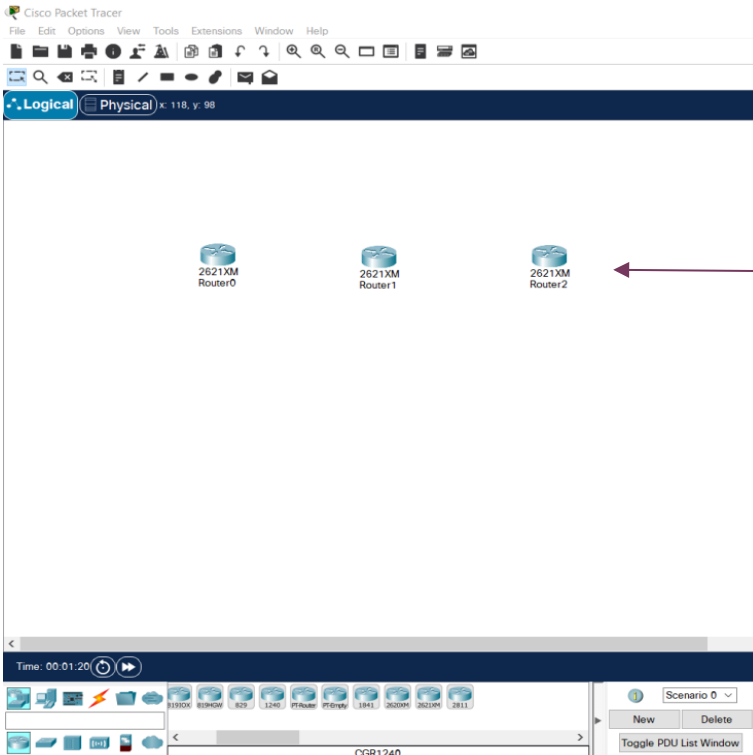 Cisco Packet Tracer
File Edit Options View Tools Extensions Window Help
Logical Physical x: 118, y: 98
2621XM
Router0
2621XM
Router1
2621XM
Router2
Time: 00:01:20
819IOX 819HGW 829 1240 PT-Router PT-Empty 1841 2620XM 2621XM 2811
Scenario 0
New Delete
Toggle PDU List Window
CGR1240